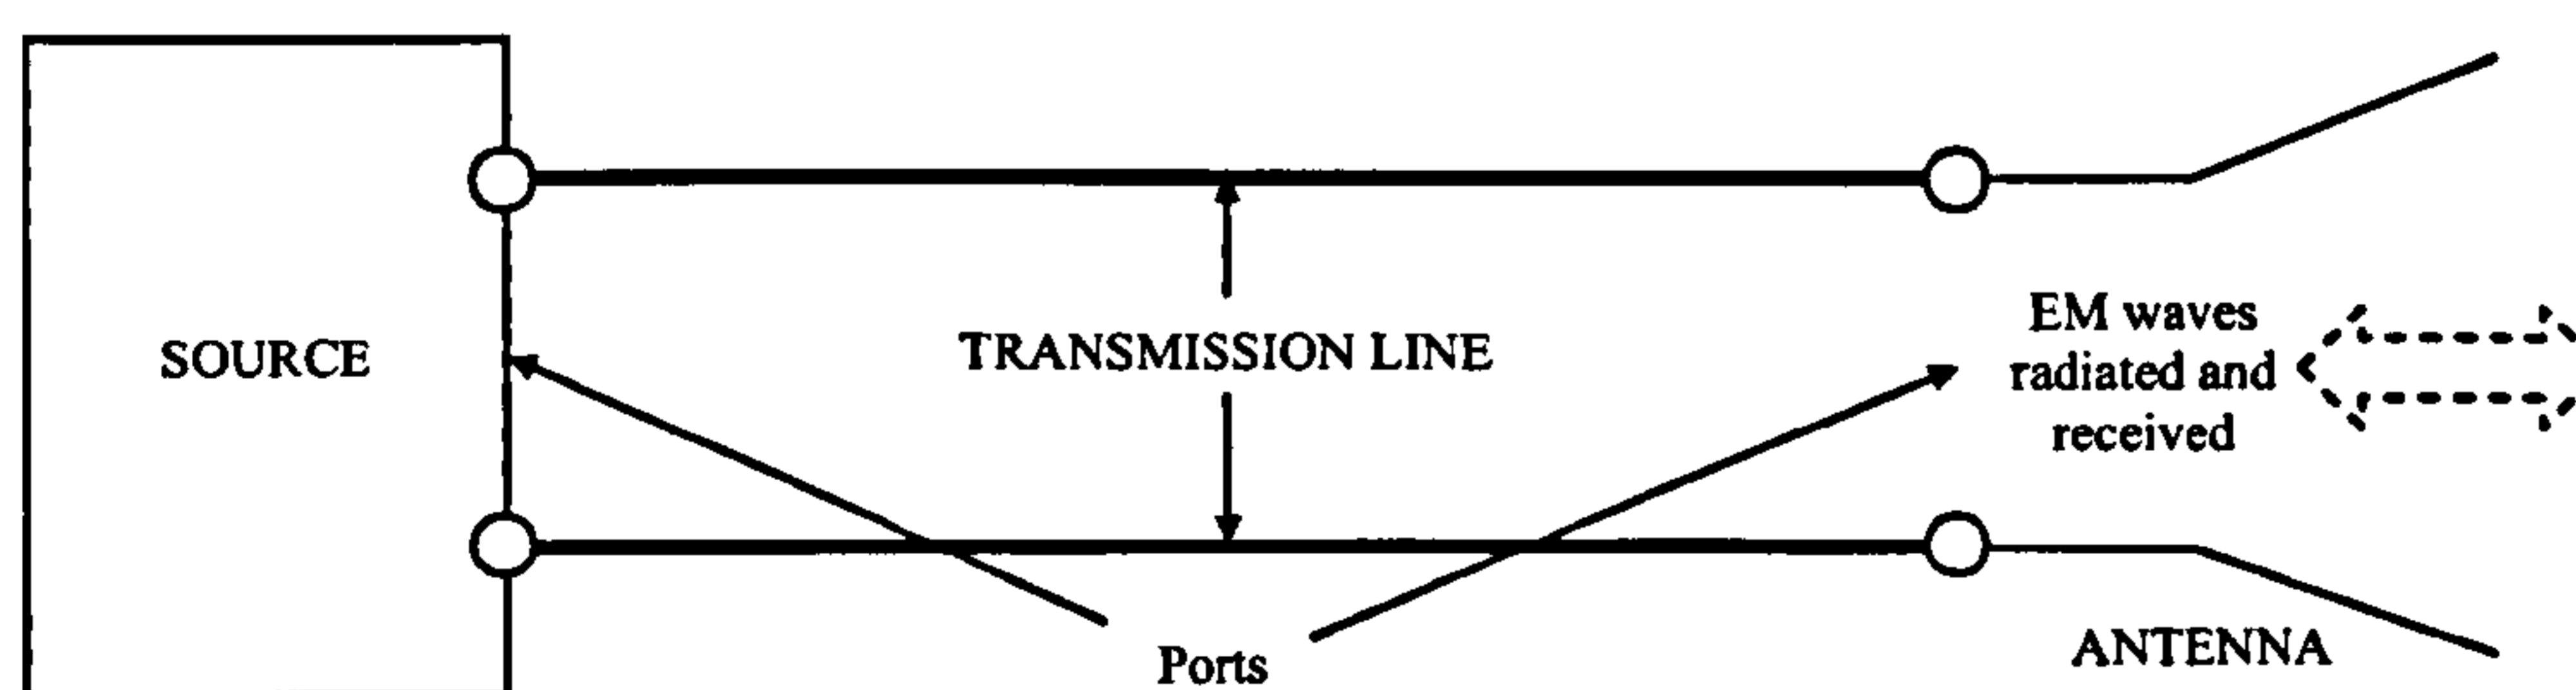 SOURCE
TRANSMISSION LINE
EM waves
radiated and
received
Ports
ANTENNA